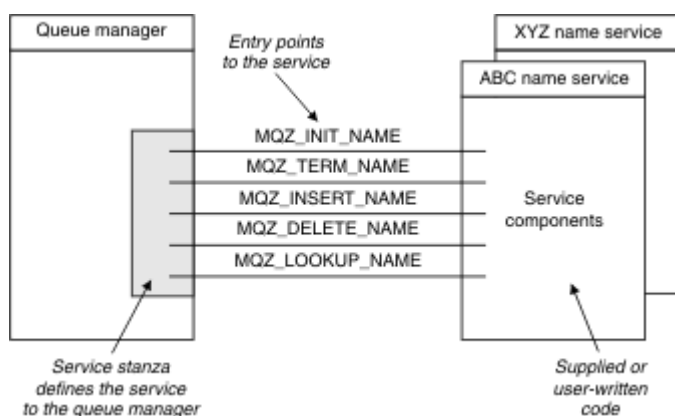 Queue manager
Entry points
to the service
XYZ name service
ABC name service
MQZ_INIT_NAME
MQZ_TERM_NAME
MQZ_INSERT_NAME
MQZ_DELETE_NAME
MQZ_LOOKUP_NAME
Service
components
Service stanza
defines the service
to the queue manager
Supplied or
user-written
code